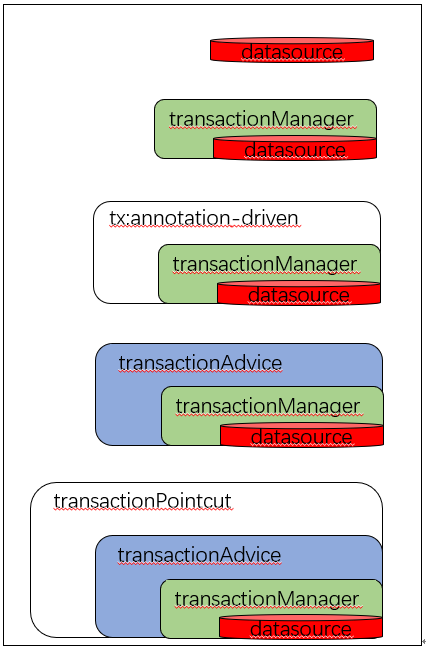 datasource
transactionManager
datasource
tx:annotation-driven
transactionManager
datasource
transactionAdvice
transactionManager
datasource
transactionPointcut
transactionAdvice
transactionManager
datasource